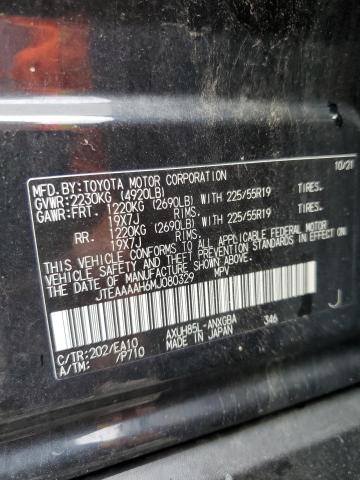 MFD.BY:TOYOTA MOTOR CORPORATION 10/21
GVWR:2230KG (4920LB)
GAWR:FRT. 1220KG (2690LB) WITH 225/55R19 TIRES,
19X7J RIMS,
RR. 1220KG (2690LB) WITH 225/55R19 TIRES,
19X7J RIMS,
THIS VEHICLE CONFORMS TO ALL APPLICABLE FEDERAL MOTOR
VEHICLE SAFETY STANDARDS IN EFFECT ON THE DATE
OF MANUFACTURE SHOWN ABOVE.
JTEAAAAH6MJ080329 MPV
J
C/TR:202/EA10 AXUH85L-ANXGBA 346
A/TM: /P710 MADE IN JAPAN